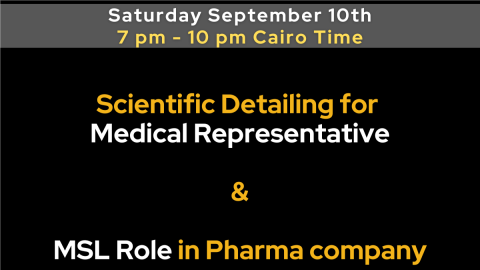 Saturday September 10th
7 pm - 10 pm Cairo Time
Scientific Detailing for
Medical Representative
&
MSL Role in Pharma company